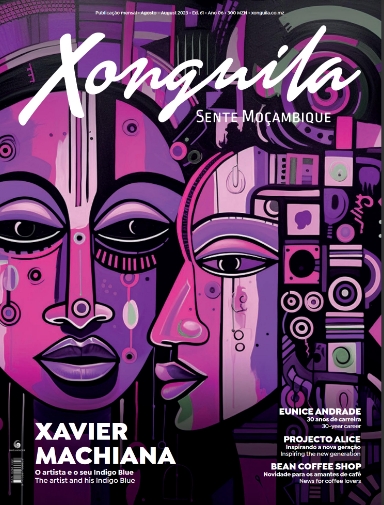 Publicação mensal • Agosto - August 2023 • Ed. 61 • Ano 06 • 300 MZN • xonguila.co.mz
Xonguila
SENTE MOÇAMBIQUE
EUNICE ANDRADE
30 anos de carreira
30-year career
PROJECTO ALICE
Inspirando a nova geração
Inspiring the new generation
BEAN COFFEE SHOP
Novidade para os amantes de café
News for coffee lovers
XAVIER
MACHIANA
O artista e o seu Indigo Blue
The artist and his Indigo Blue